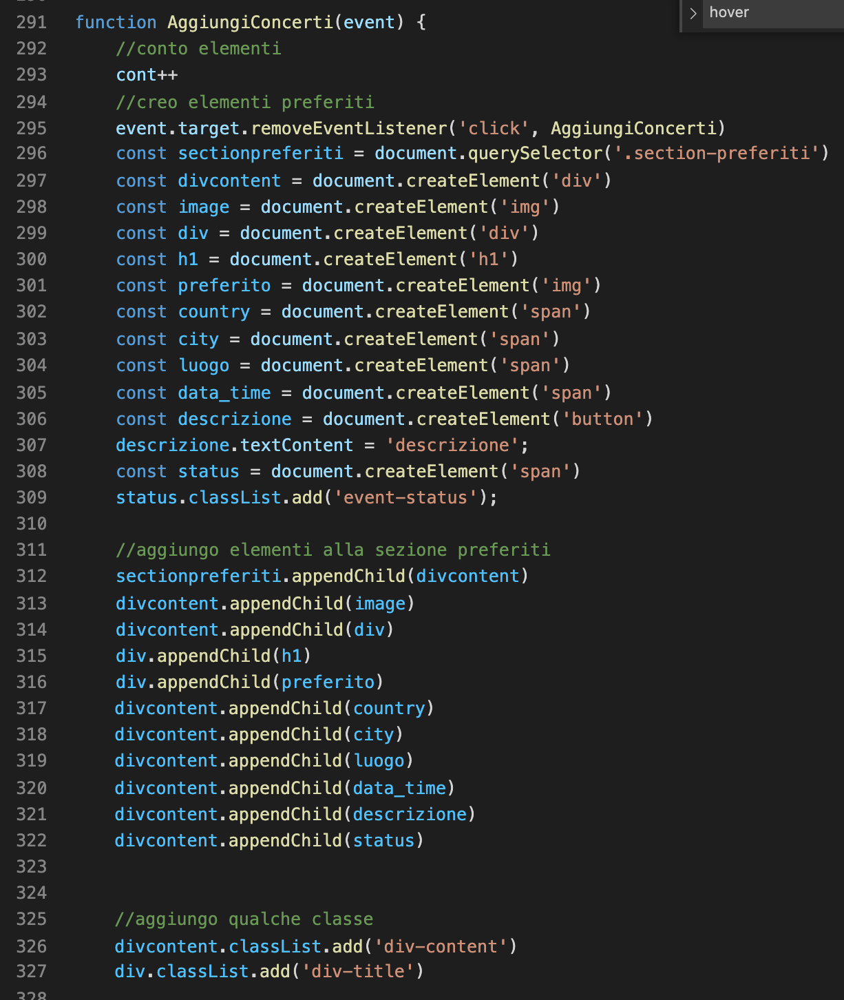 hover
291 function AggiungiConcerti(event) {
292 //conto elementi
293 cont++
294 //creo elementi preferiti
295 event.target.removeEventListener('click', AggiungiConcerti)
296 const sectionpreferiti = document.querySelector('.section-preferiti')
297 const divcontent = document.createElement('div')
298 const image = document.createElement('img')
299 const div = document.createElement('div')
300 const h1 = document.createElement('h1')
301 const preferito = document.createElement('img')
302 const country = document.createElement('span')
303 const city = document.createElement('span')
304 const luogo = document.createElement('span')
305 const data_time = document.createElement('span')
306 const descrizione = document.createElement('button')
307 descrizione.textContent = 'descrizione';
308 const status = document.createElement('span')
309 status.classList.add('event-status');
310
311 //aggiungo elementi alla sezione preferiti
312 sectionpreferiti.appendChild(divcontent)
313 divcontent.appendChild(image)
314 divcontent.appendChild(div)
315 div.appendChild(h1)
316 div.appendChild(preferito)
317 divcontent.appendChild(country)
318 divcontent.appendChild(city)
319 divcontent.appendChild(luogo)
320 divcontent.appendChild(data_time)
321 divcontent.appendChild(descrizione)
322 divcontent.appendChild(status)
323
324
325 //aggiungo qualche classe
326 divcontent.classList.add('div-content')
327 div.classList.add('div-title')
328